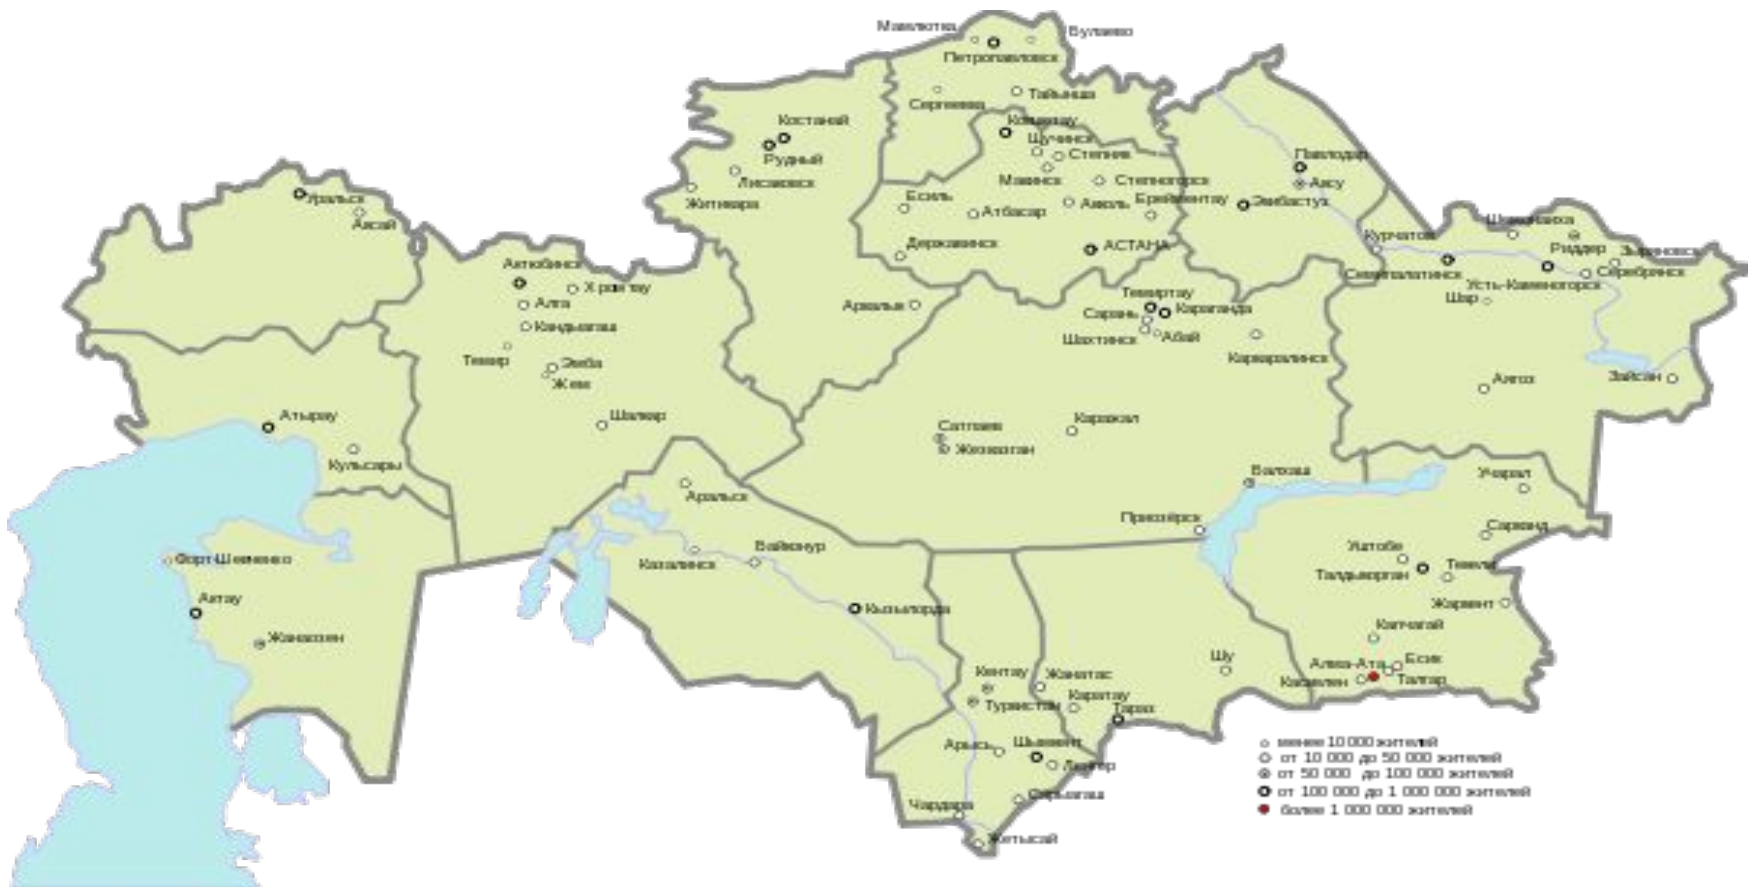 Мамлютка
Булаево
Петропавловск
Сергеевка
Тайынша
Костанай
Кокшетау
Щучинск
Рудный
Степняк
Павлодар
Лисаковск
Макинск
Степногорск
Аксу
Житикара
Есиль
Атбасар
Акколь
Ерейментау
Экибастуз
Уральск
Аксай
Державинск
АСТАНА
Курчатов
Шемонаиха
Риддер
Зыряновск
Актюбинск
Хромтау
Семипалатинск
Серебрянск
Усть-Каменогорск
Алга
Аркалык
Темиртау
Караганда
Сарань
Шар
Кандыагаш
Шахтинск
Абай
Каркаралинск
Темир
Эмба
Жем
Аягоз
Зайсан
Атырау
Шалкар
Сатпаев
Каражал
Жезказган
Кульсары
Балхаш
Учарал
Аральск
Приозёрск
Сарканд
Форт-Шевченко
Казалинск
Байконур
Уштобе
Талдыкорган
Текели
Актау
Кызылорда
Жаркент
Жанаозен
Капчагай
Кентау
Жанатас
Шу
Алма-Ата
Есик
Каскелен
Талгар
Туркистан
Каратау
Тараз
Арысь
Шымкент
Ленгер
Чардара
Сарыагаш
Жетысай
менее 10 000 жителей
от 10 000 до 50 000 жителей
от 50 000 до 100 000 жителей
от 100 000 до 1 000 000 жителей
более 1 000 000 жителей